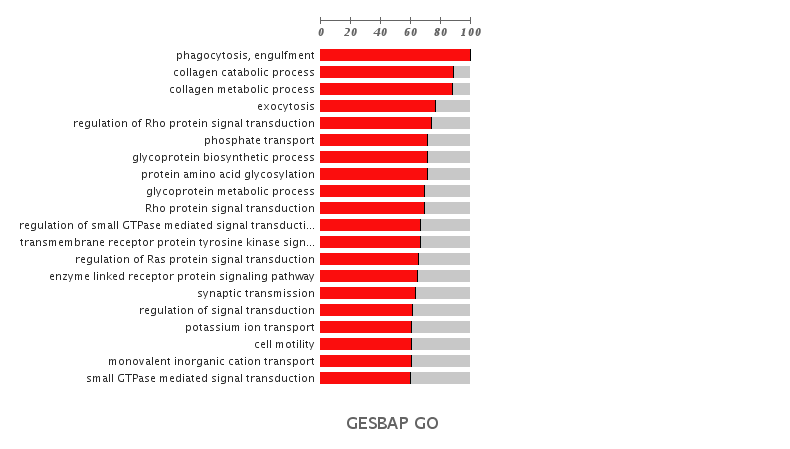 0 20 40 60 80 100
phagocytosis, engulfment
collagen catabolic process
collagen metabolic process
exocytosis
regulation of Rho protein signal transduction
phosphate transport
glycoprotein biosynthetic process
protein amino acid glycosylation
glycoprotein metabolic process
Rho protein signal transduction
regulation of small GTPase mediated signal transducti...
transmembrane receptor protein tyrosine kinase sign...
regulation of Ras protein signal transduction
enzyme linked receptor protein signaling pathway
synaptic transmission
regulation of signal transduction
potassium ion transport
cell motility
monovalent inorganic cation transport
small GTPase mediated signal transduction
GESBAP GO